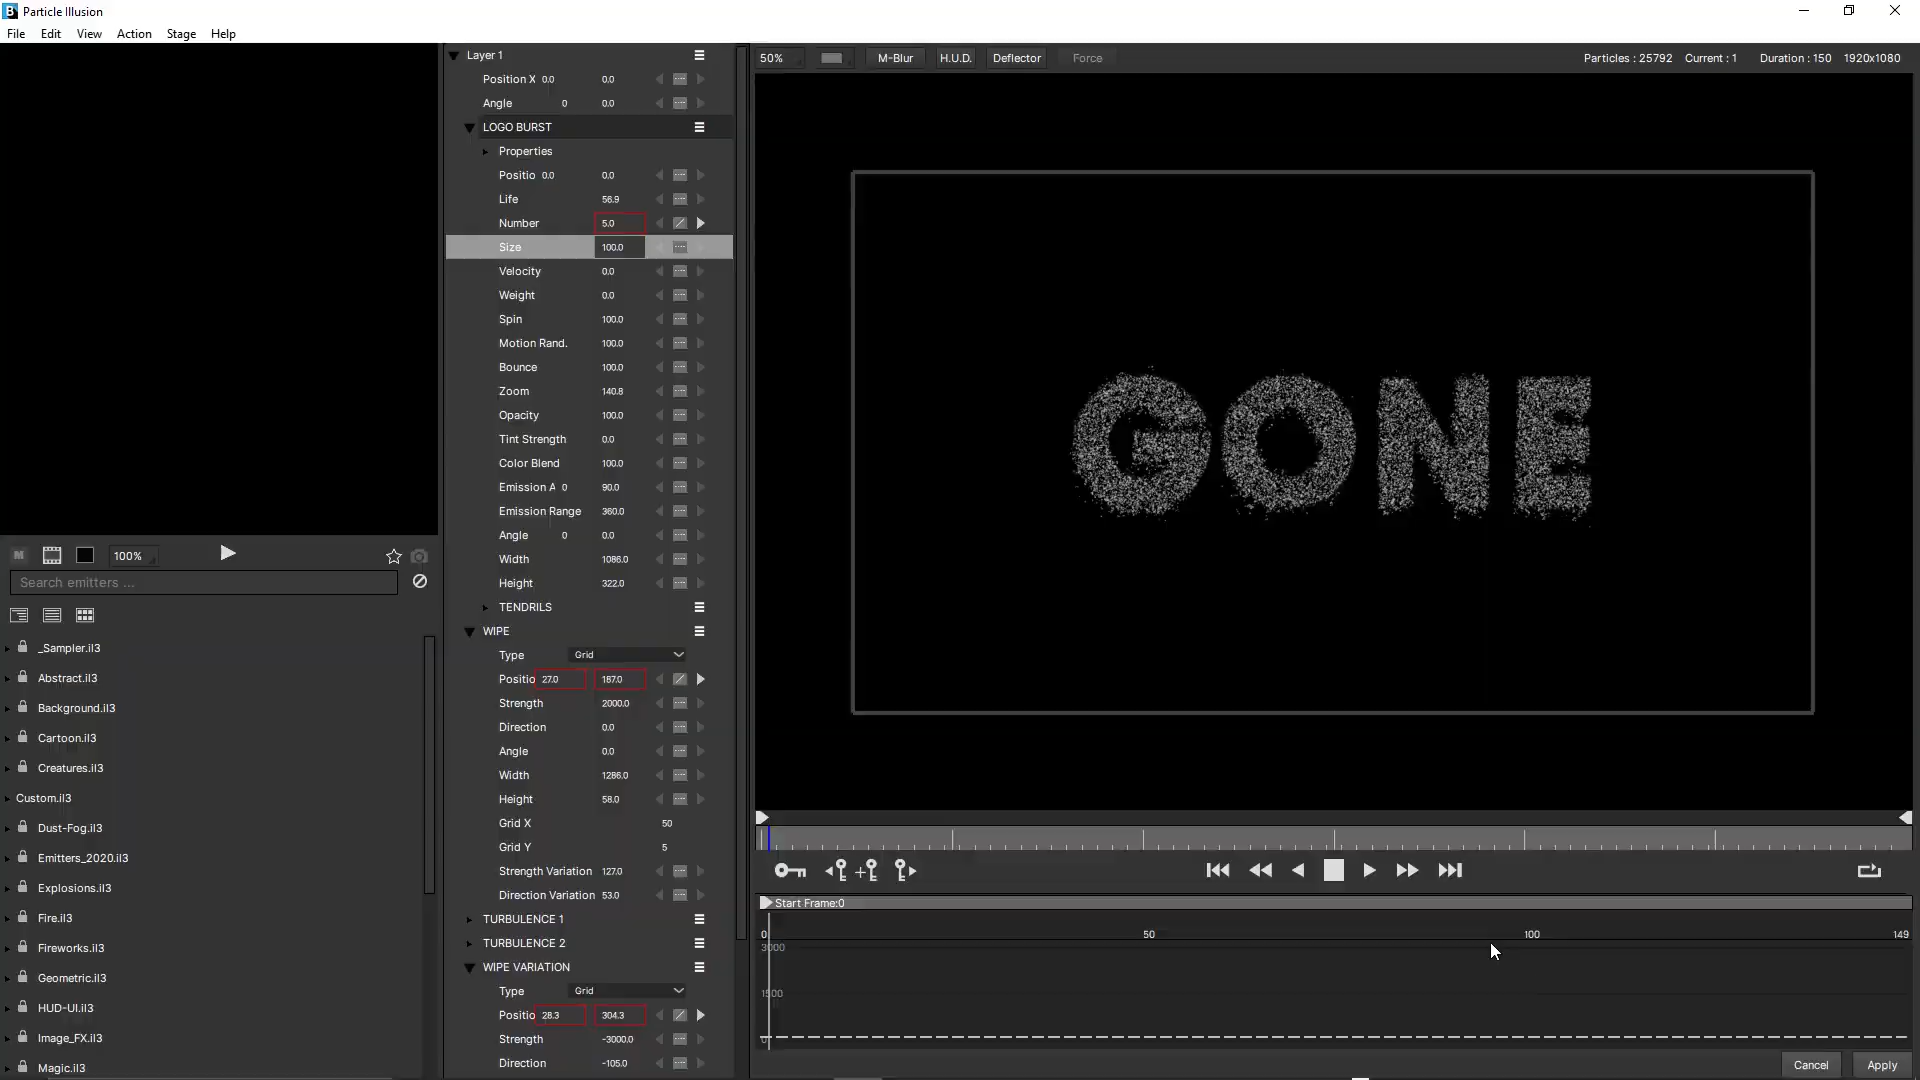 Particle Illusion
File Edit View Action Stage Help
Layer 1
Position X 0.0 0.0
Angle 0 0.0
LOGO BURST
Properties
Positio 0.0 0.0
Life 56.9
Number 5.0
Size 100.0
Velocity 0.0
Weight 0.0
Spin 100.0
Motion Rand. 100.0
Bounce 100.0
Zoom 140.8
Opacity 100.0
Tint Strength 0.0
Color Blend 100.0
Emission A 0 90.0
Emission Range 360.0
Angle 0 0.0
Width 1086.0
Height 322.0
TENDRILS
WIPE
Type Grid
Positio 27.0 187.0
Strength 2000.0
Direction 0.0
Angle 0.0
Width 1286.0
Height 58.0
Grid X 50
Grid Y 5
Strength Variation 127.0
Direction Variation 53.0
TURBULENCE 1
TURBULENCE 2
WIPE VARIATION
Type Grid
Positio 28.3 304.3
Strength -3000.0
Direction -105.0
M 100%
Search emitters ...
_Sampler.il3
Abstract.il3
Background.il3
Cartoon.il3
Creatures.il3
Custom.il3
Dust-Fog.il3
Emitters_2020.il3
Explosions.il3
Fire.il3
Fireworks.il3
Geometric.il3
HUD-UI.il3
Image_FX.il3
Magic.il3
50% M-Blur H.U.D. Deflector Force Particles : 25792 Current : 1 Duration : 150 1920x1080
GONE
Start Frame:0
0 50 100 149
3000
1500
0
Cancel Apply